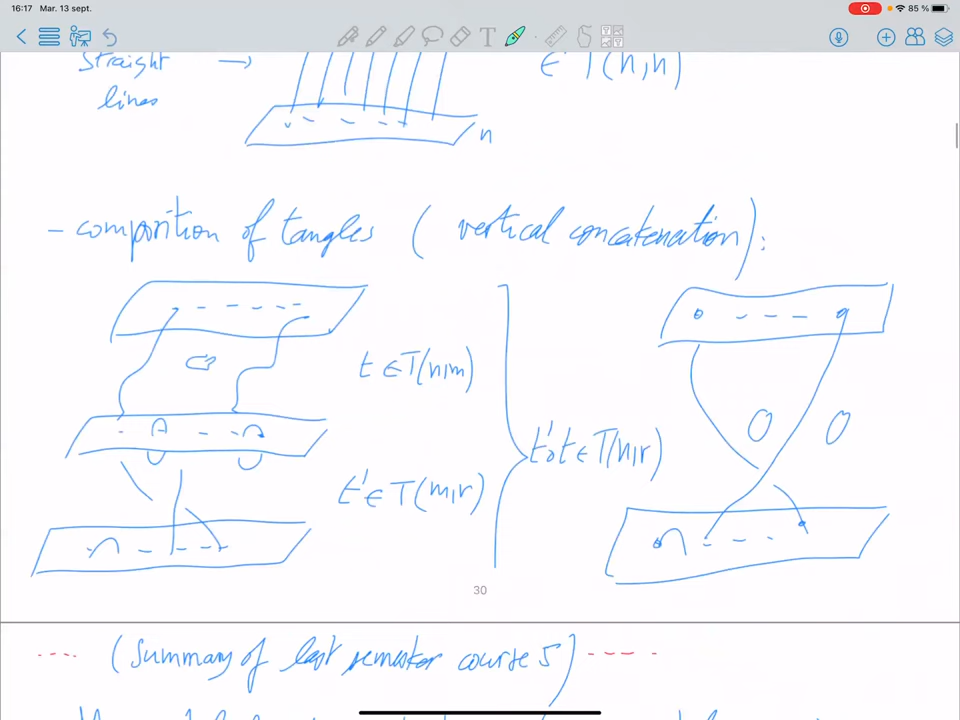 16:17 Mar. 13 sept.
85 %
straight → ∈ T(n,n)
lines
n
- composition of tangles (vertical concatenation):
t ∈ T(n,m)
t'∘t ∈ T(n,r)
t' ∈ T(m,r)
30
---- (Summary of last semester course 5) ----